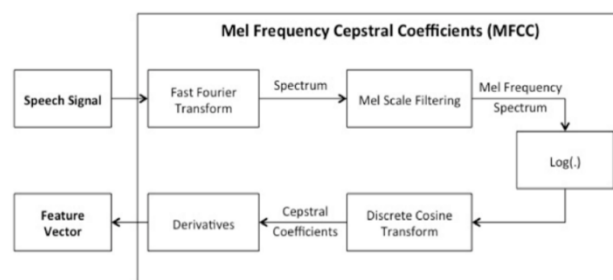 Mel Frequency Cepstral Coefficients (MFCC)
Speech Signal
Fast Fourier
Transform
Spectrum
Mel Scale Filtering
Mel Frequency
Spectrum
Log(.)
Discrete Cosine
Transform
Cepstral
Coefficients
Derivatives
Feature
Vector